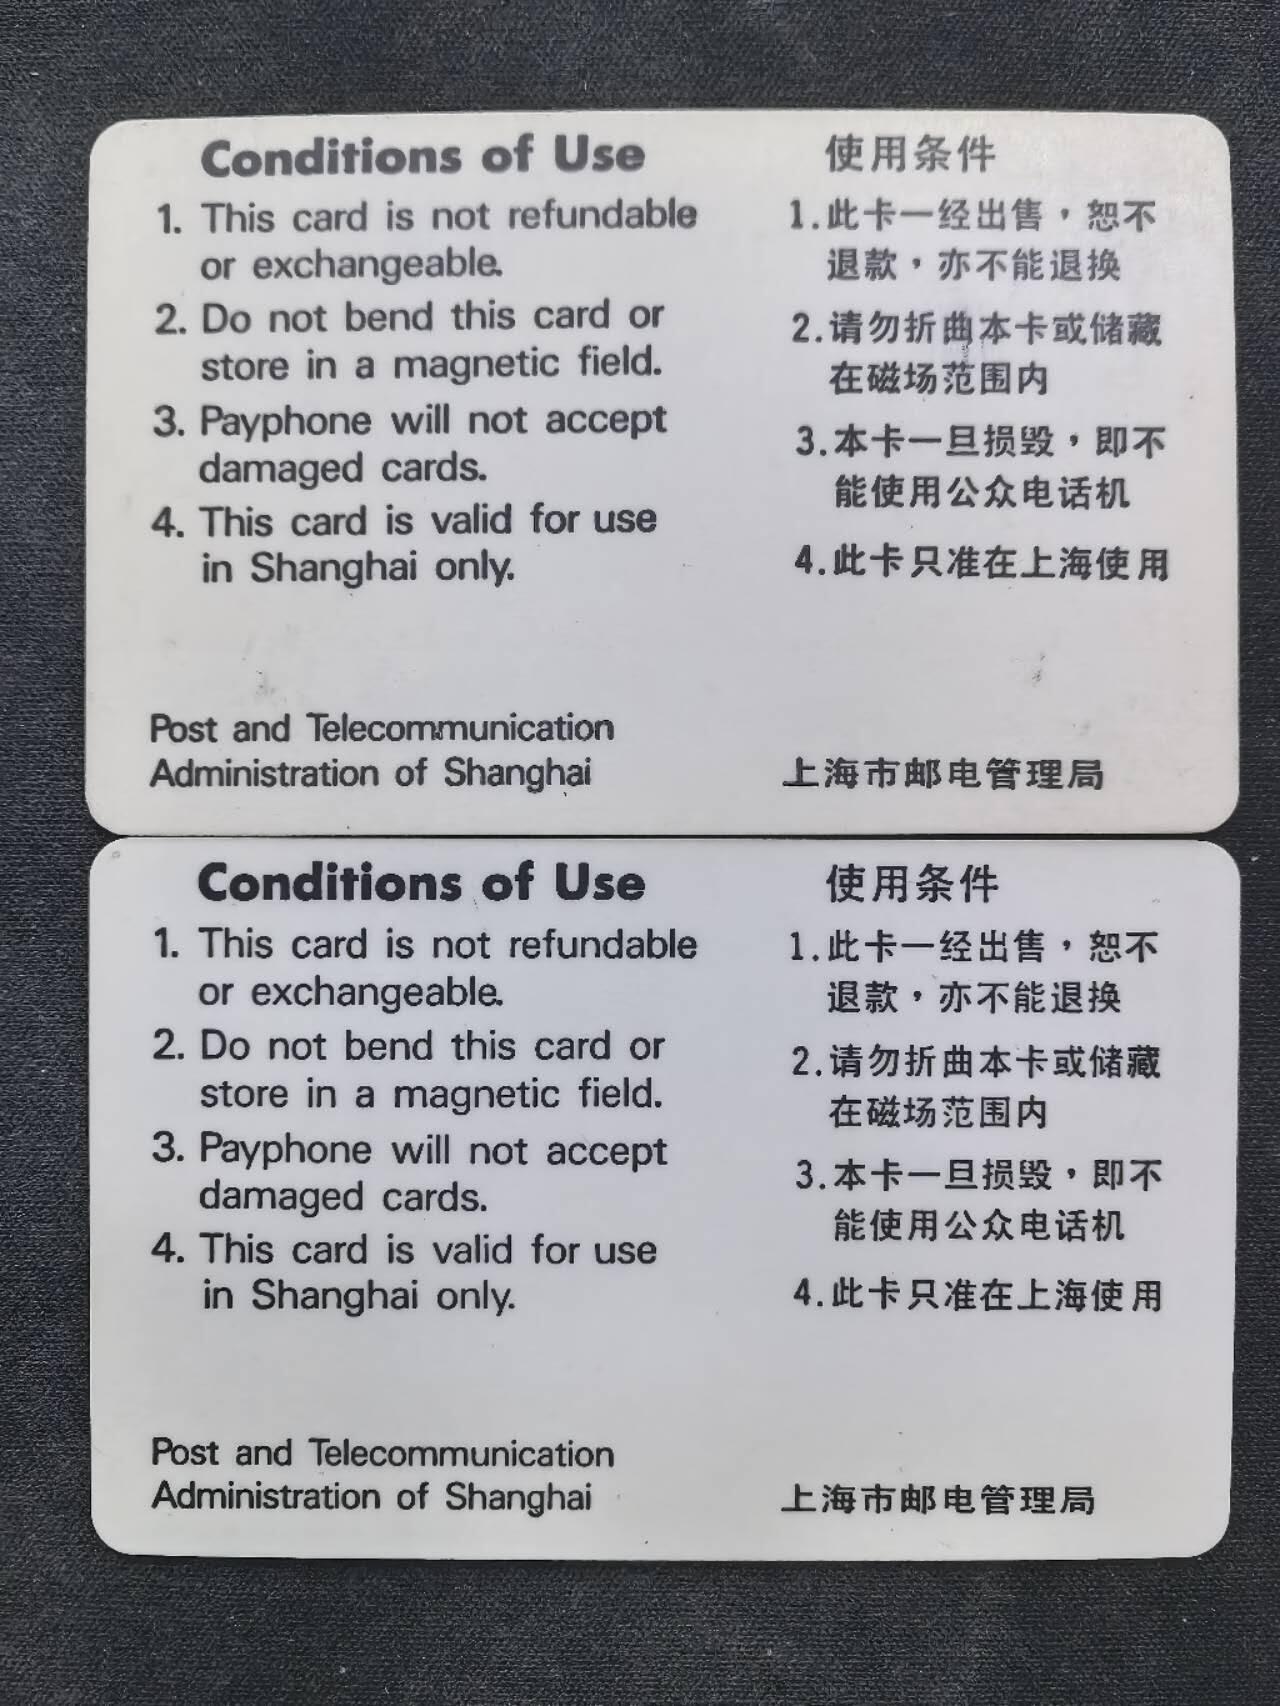 Conditions of Use
1. This card is not refundable
or exchangeable.
2. Do not bend this card or
store in a magnetic field.
3. Payphone will not accept
damaged cards.
4. This card is valid for use
in Shanghai only.
Post and Telecommunication
Administration of Shanghai
使用条件
1.此卡一经出售，恕不
退款，亦不能退换
2.请勿折曲本卡或储藏
在磁场范围内
3.本卡一旦损毁，即不
能使用公众电话机
4.此卡只准在上海使用
上海市邮电管理局
Conditions of Use
1. This card is not refundable
or exchangeable.
2. Do not bend this card or
store in a magnetic field.
3. Payphone will not accept
damaged cards.
4. This card is valid for use
in Shanghai only.
Post and Telecommunication
Administration of Shanghai
使用条件
1.此卡一经出售，恕不
退款，亦不能退换
2.请勿折曲本卡或储藏
在磁场范围内
3.本卡一旦损毁，即不
能使用公众电话机
4.此卡只准在上海使用
上海市邮电管理局